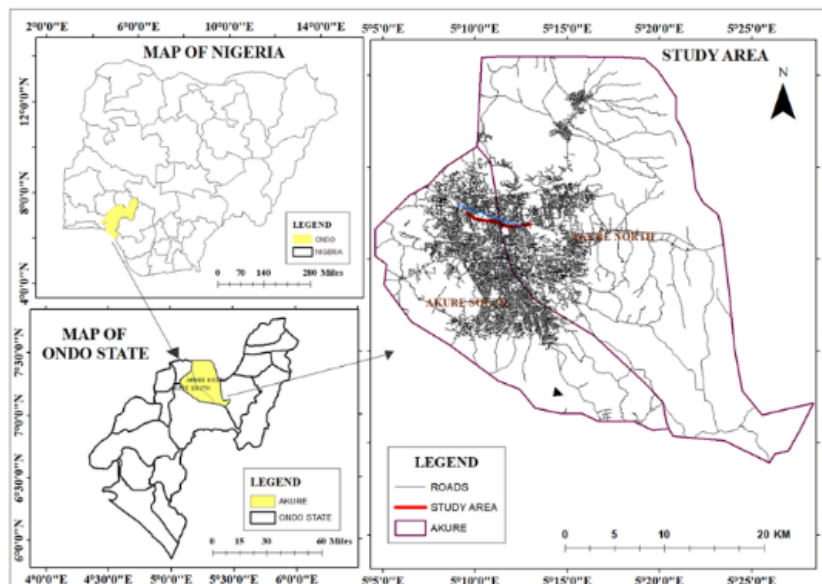 2°0'0"E 6°0'0"E 10°0'0"E 14°0'0"E
MAP OF NIGERIA
12°0'0"N
8°0'0"N
4°0'0"N
LEGEND
ONDO
NIGERIA
0 70 140 280 Miles
MAP OF
ONDO STATE
7°30'N
7°0'0"N
6°30'N
6°0'0"N
LEGEND
AKURE
ONDO STATE
0 15 30 60 Miles
4°0'0"E 4°30'0"E 5°0'0"E 5°30'0"E 6°0'0"E
5°5'0"E 5°10'0"E 5°15'0"E 5°20'0"E 5°25'0"E
STUDY AREA
N
AKURE NORTH
AKURE SOUTH
LEGEND
ROADS
STUDY AREA
AKURE
0 5 10 20 KM
5°5'0"E 5°10'0"E 5°15'0"E 5°20'0"E 5°25'0"E